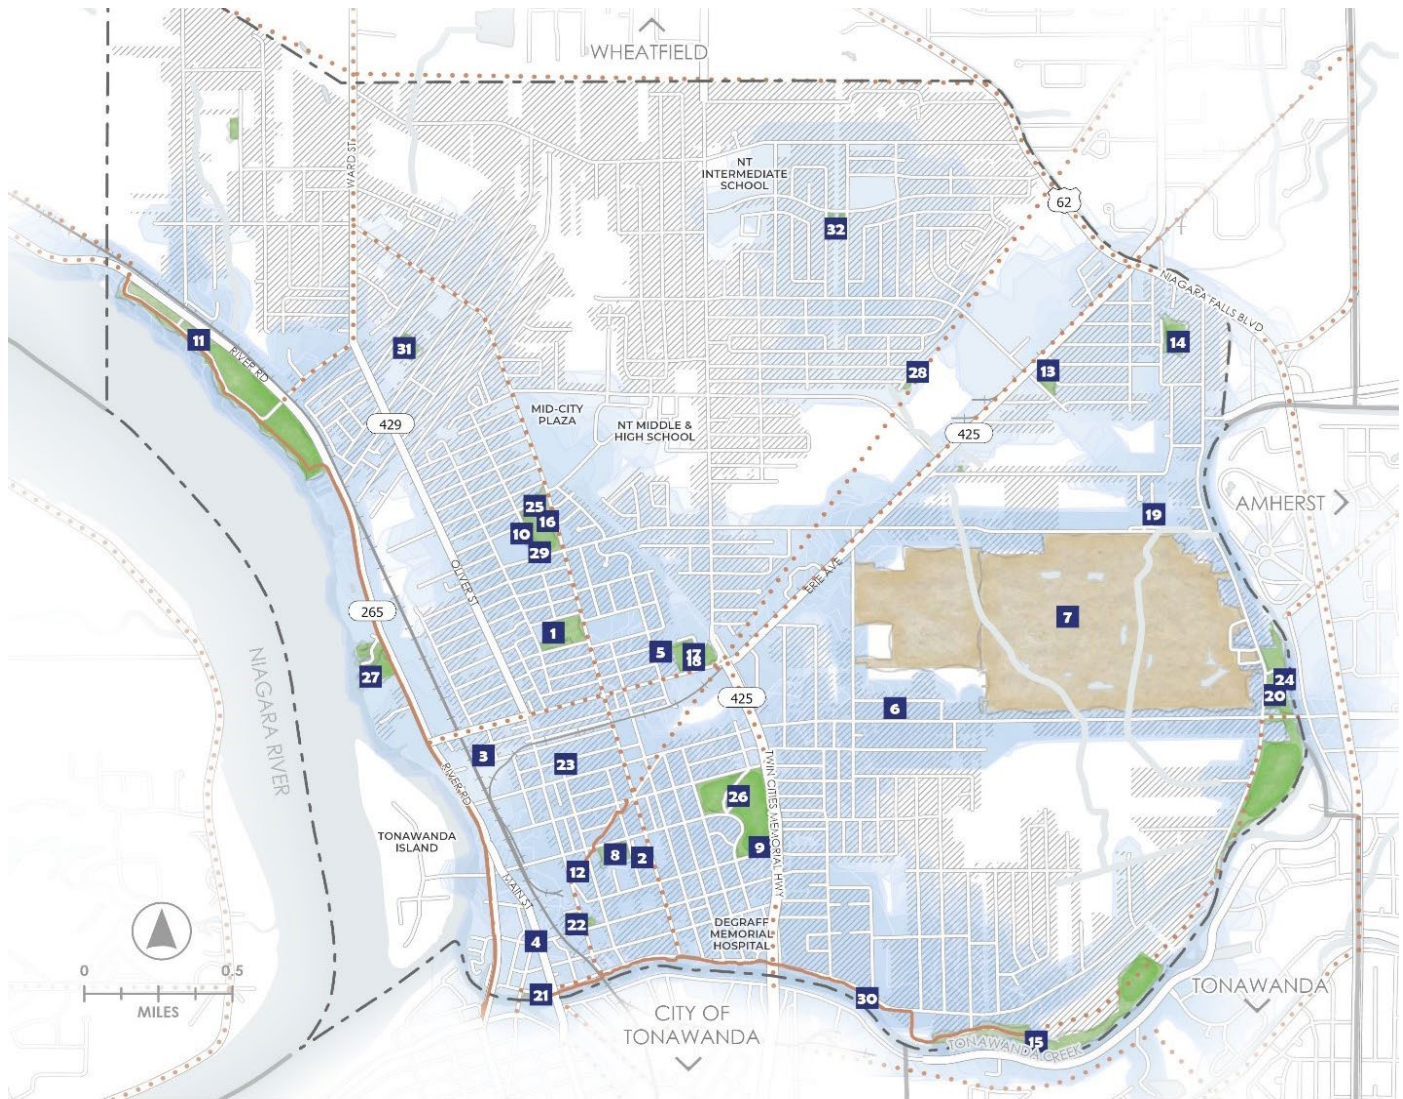 WHEATFIELD
WARD ST
NT
INTERMEDIATE
SCHOOL
62
32
NIAGARA FALLS BLVD
11
RIVER RD
31
14
28
13
429
MID-CITY
PLAZA
NT MIDDLE &
HIGH SCHOOL
425
AMHERST
25
16
10
29
19
OLIVER ST
ERIE AVE
265
7
1
5
17
18
27
NIAGARA RIVER
24
20
425
6
3
23
TWIN CITIES MEMORIAL HWY
RIVER RD
26
TONAWANDA
ISLAND
8
2
9
12
MAIN ST
22
DEGRAFF
MEMORIAL
HOSPITAL
4
0
0.5
MILES
21
30
TONAWANDA
CITY OF
TONAWANDA
15
TONAWANDA CREEK